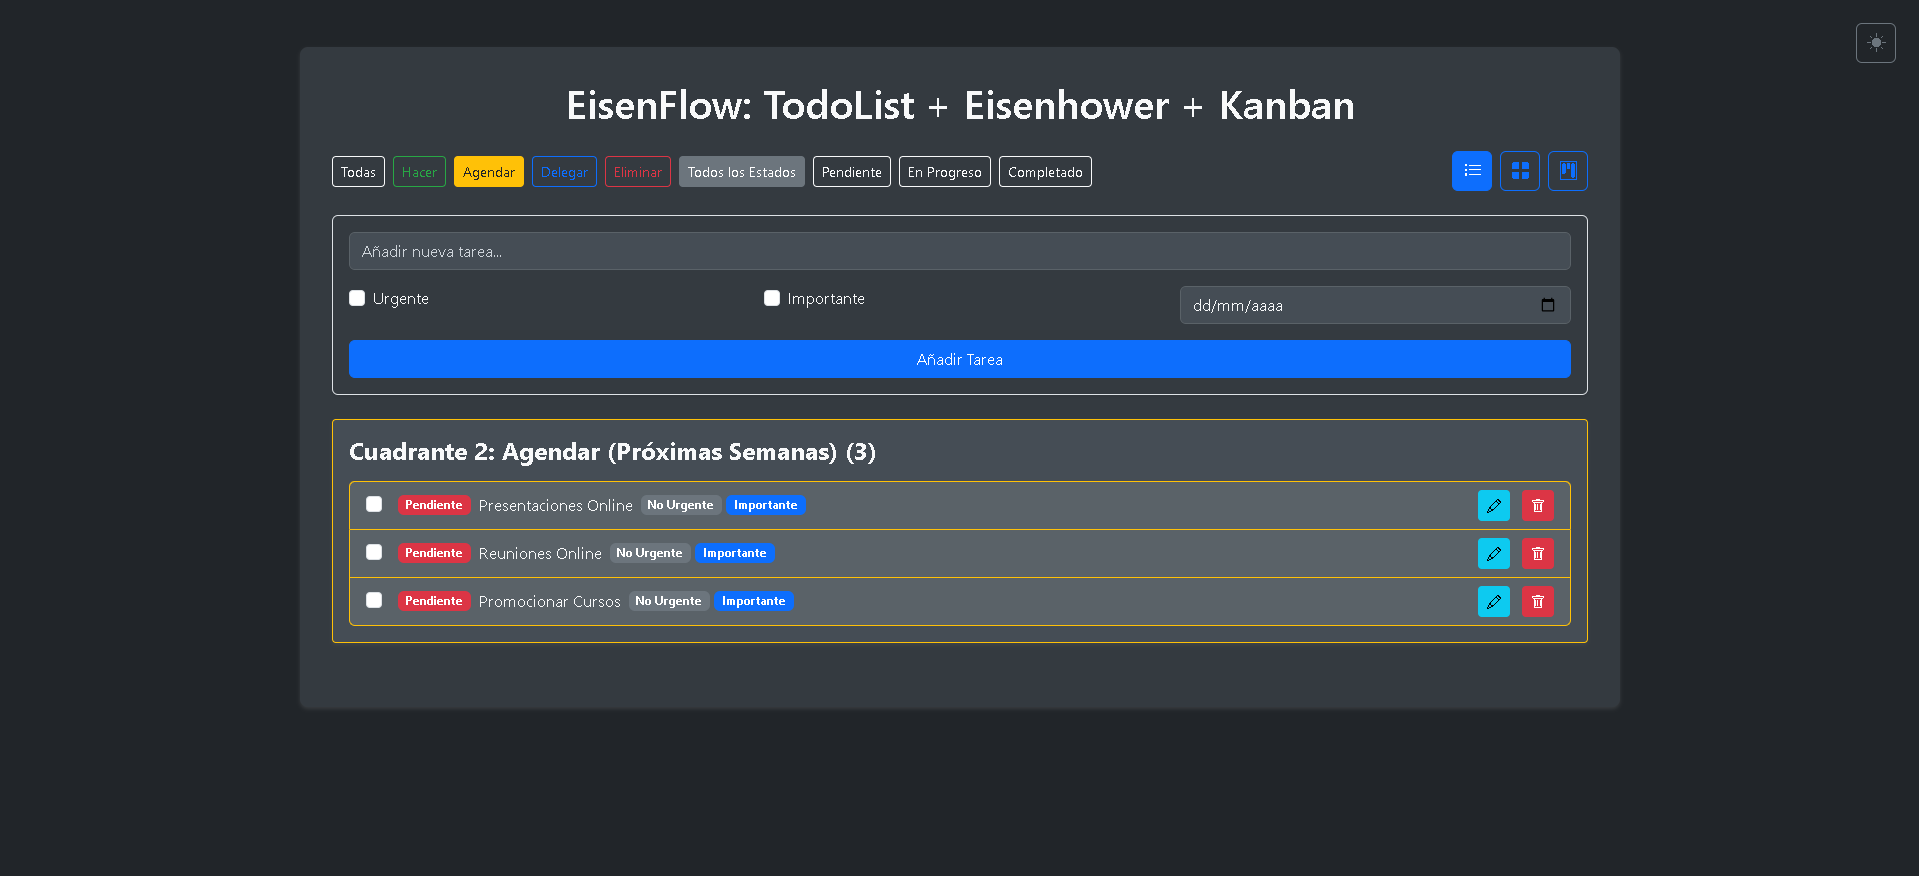 EisenFlow: TodoList + Eisenhower + Kanban
Todas Hacer Agendar Delegar Eliminar Todos los Estados Pendiente En Progreso Completado
Añadir nueva tarea...
Urgente Importante dd/mm/aaaa
Añadir Tarea
Cuadrante 2: Agendar (Próximas Semanas) (3)
Pendiente Presentaciones Online No Urgente Importante
Pendiente Reuniones Online No Urgente Importante
Pendiente Promocionar Cursos No Urgente Importante